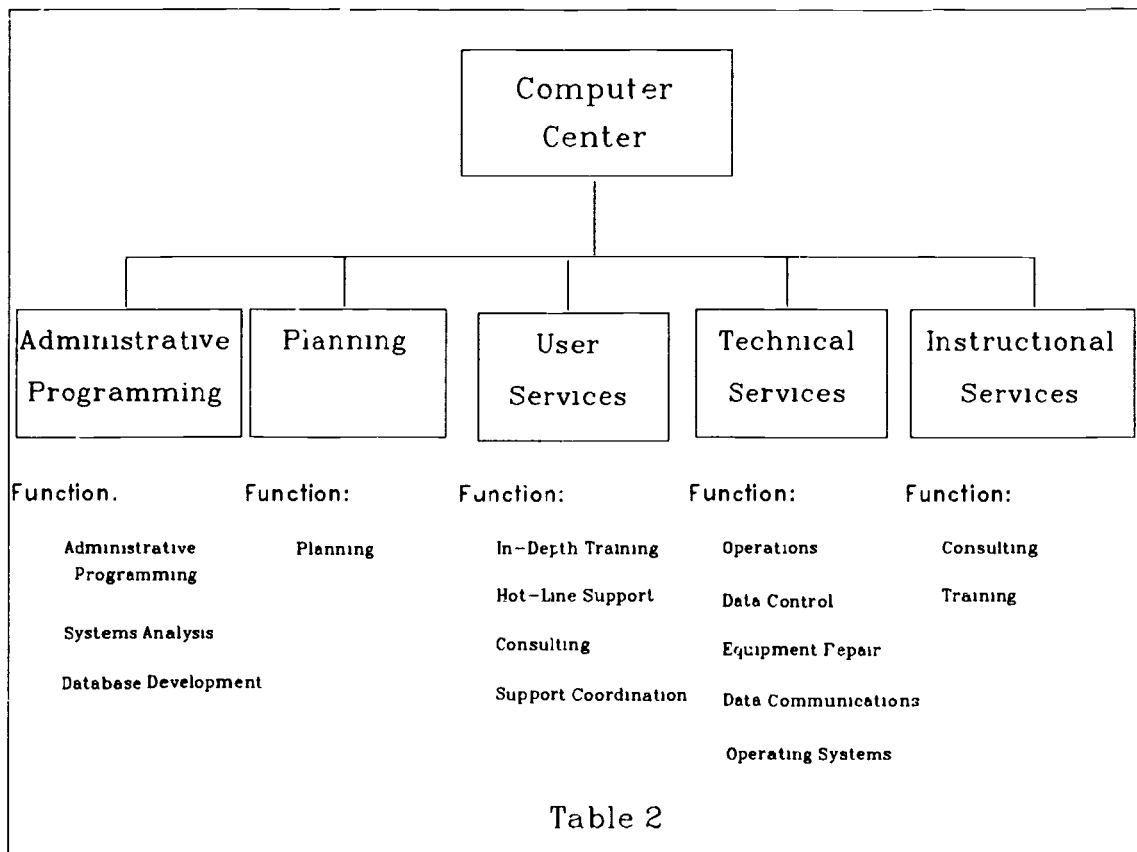 Computer
Center
Administrative
Programming
Planning
User
Services
Technical
Services
Instructional
Services
Function.
Administrative
Programming
Systems Analysis
Database Development
Function:
Planning
Function:
In-Depth Training
Hot-Line Support
Consulting
Support Coordination
Function:
Operations
Data Control
Equipment Repair
Data Communications
Operating Systems
Function:
Consulting
Training
Table 2